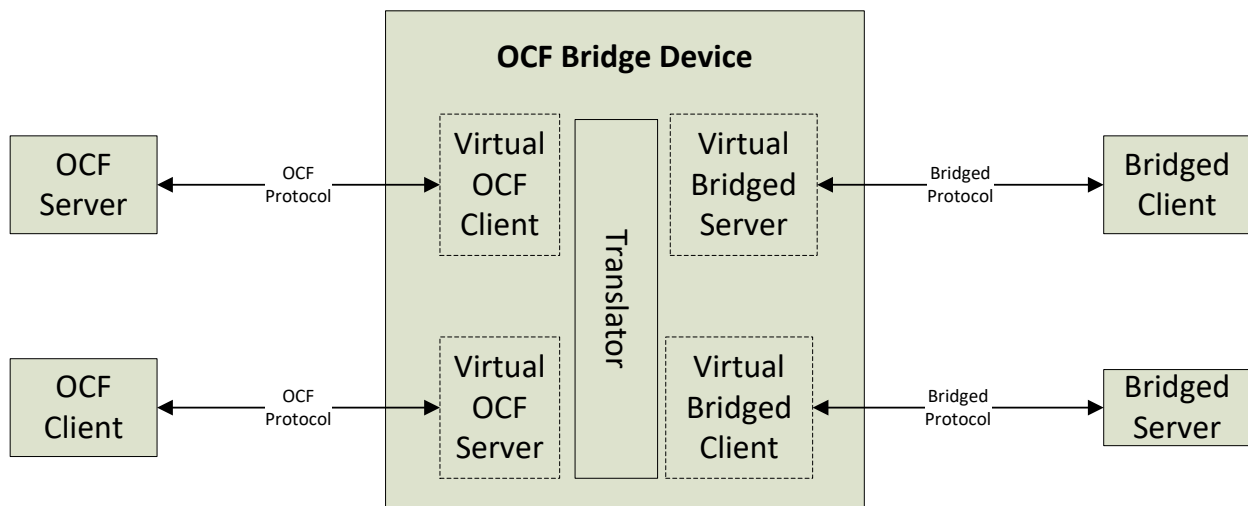 OCF Bridge Device
OCF
Server
OCF
Protocol
Virtual
OCF
Client
Translator
Virtual
Bridged
Server
Bridged
Protocol
Bridged
Client
OCF
Client
OCF
Protocol
Virtual
OCF
Server
Virtual
Bridged
Client
Bridged
Protocol
Bridged
Server